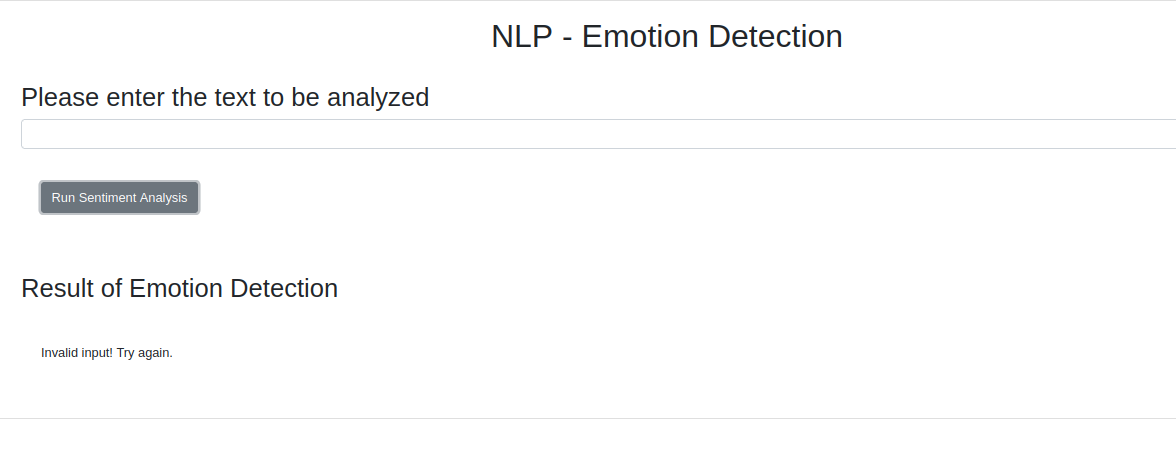 NLP - Emotion Detection
Please enter the text to be analyzed
Run Sentiment Analysis
Result of Emotion Detection
Invalid input! Try again.